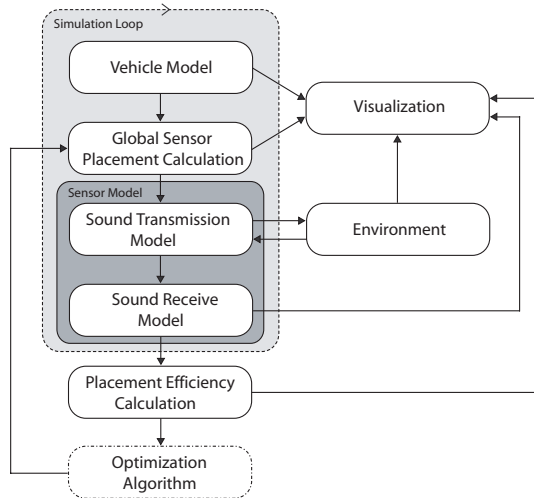 Simulation Loop
Vehicle Model
Visualization
Global Sensor
Placement Calculation
Sensor Model
Sound Transmission
Model
Environment
Sound Receive
Model
Placement Efficiency
Calculation
Optimization
Algorithm